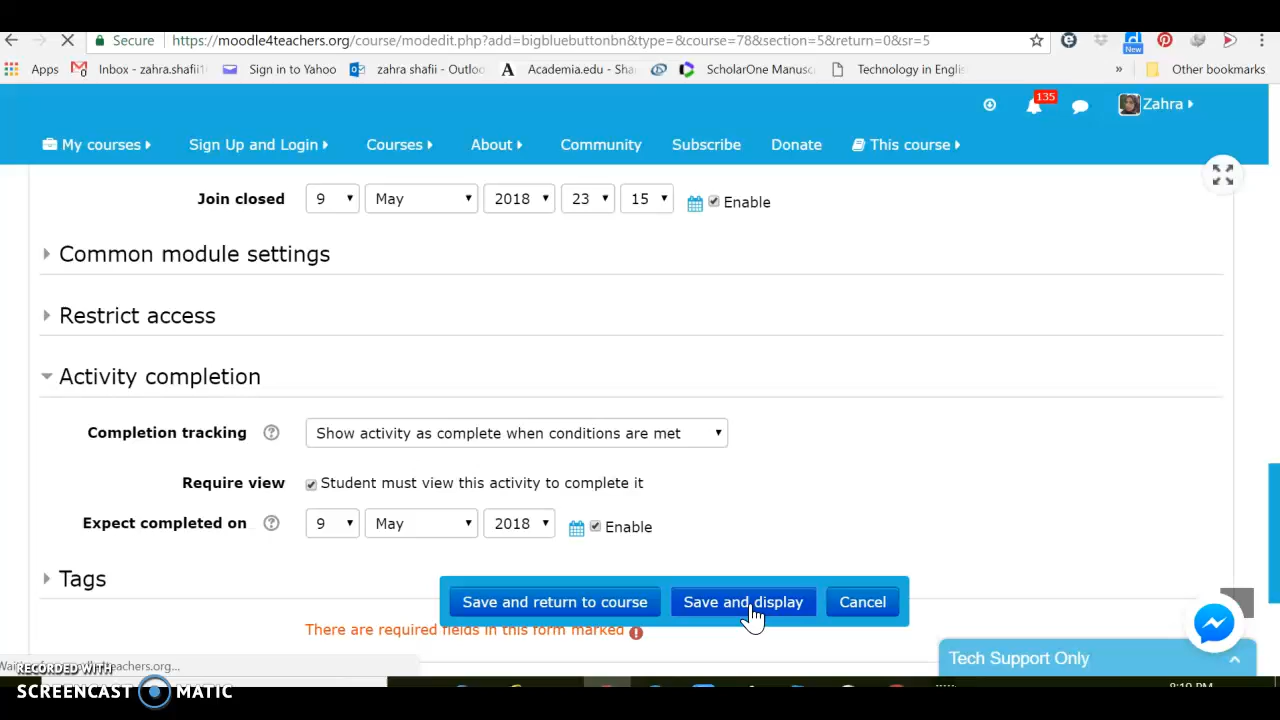 Secure https://moodle4teachers.org/course/modedit.php?add=bigbluebuttonbn&type=&course=78&section=5&return=0&sr=5
New
Apps Inbox - zahra.shafii1 Sign in to Yahoo zahra shafii - Outlo Academia.edu - Sha ScholarOne Manusc Technology in Englis » Other bookmarks
135 Zahra
My courses Sign Up and Login Courses About Community Subscribe Donate This course
Join closed 9 May 2018 23 15 Enable
Common module settings
Restrict access
Activity completion
Completion tracking Show activity as complete when conditions are met
Require view Student must view this activity to complete it
Expect completed on 9 May 2018 Enable
Tags
Save and return to course Save and display Cancel
There are required fields in this form marked
Tech Support Only
RECORDED WITH
SCREENCAST MATIC
8:19 PM